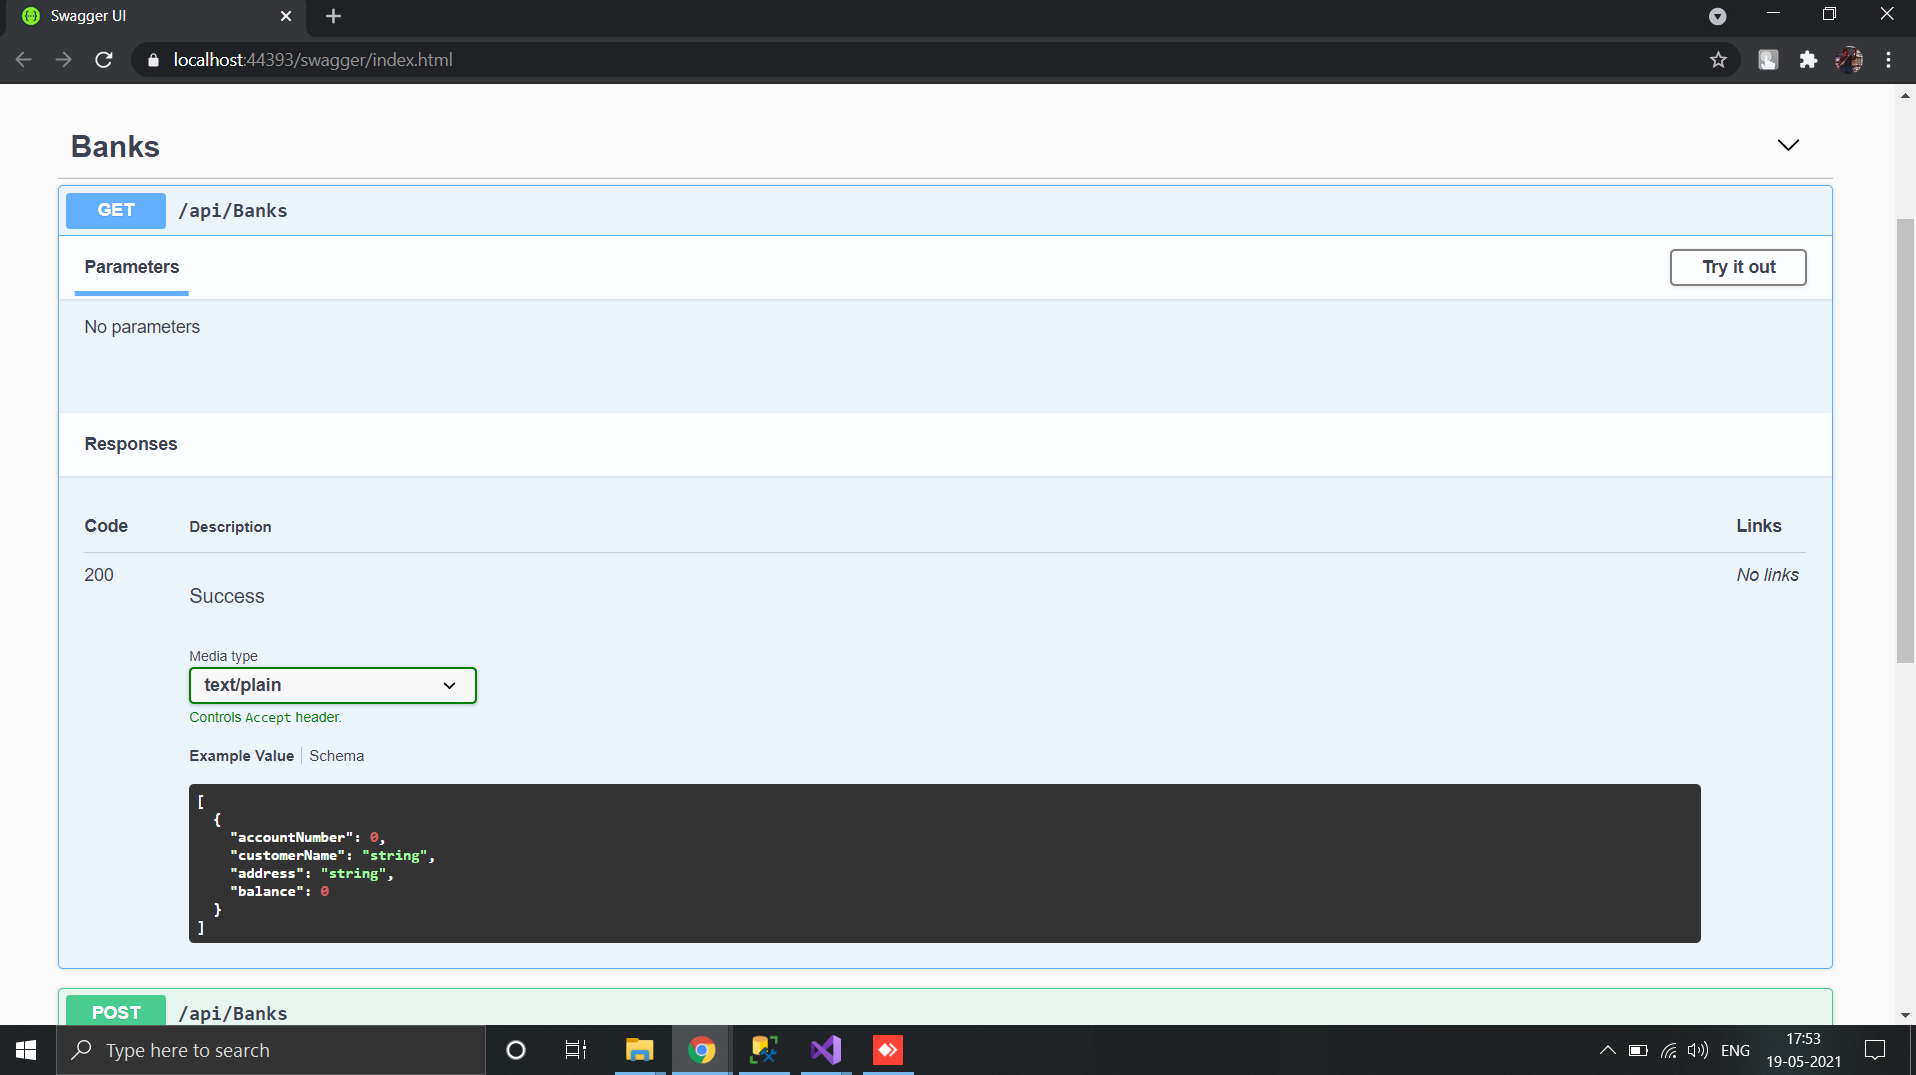 Swagger UI
localhost:44393/swagger/index.html
Banks
GET /api/Banks
Parameters
Try it out
No parameters
Responses
Code Description Links
200 No links
Success
Media type
text/plain
Controls Accept header.
Example Value Schema
[
{
"accountNumber": 0,
"customerName": "string",
"address": "string",
"balance": 0
}
]
POST /api/Banks
Type here to search
ENG
17:53
19-05-2021